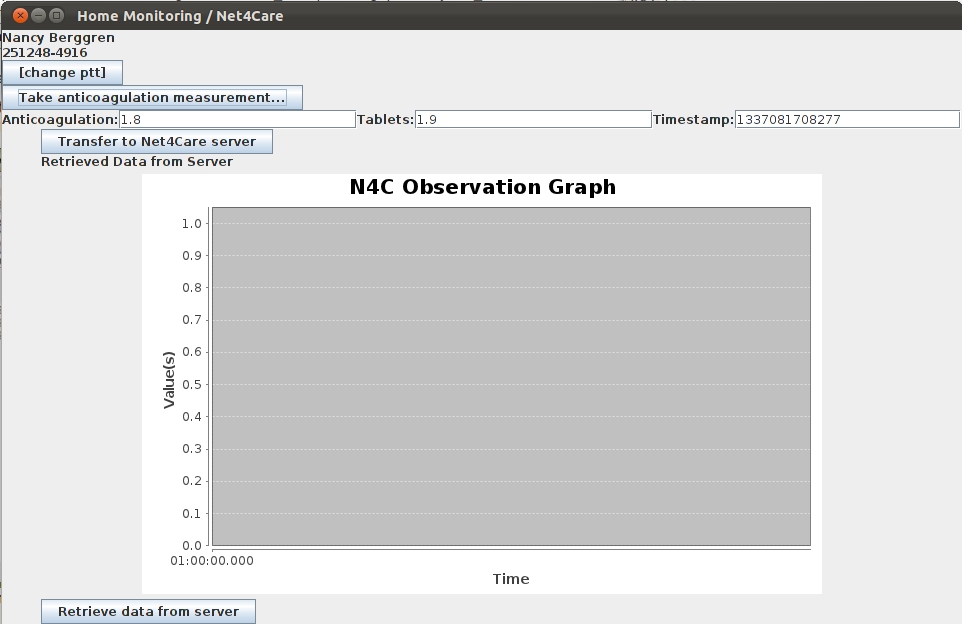 Home Monitoring / Net4Care
Nancy Berggren
251248-4916
[change ptt]
Take anticoagulation measurement...
Anticoagulation: 1.8 Tablets: 1.9 Timestamp: 1337081708277
Transfer to Net4Care server
Retrieved Data from Server
N4C Observation Graph
1.0
0.9
0.8
0.7
0.6
0.5
0.4
0.3
0.2
0.1
0.0
Value(s)
01:00:00.000
Time
Retrieve data from server